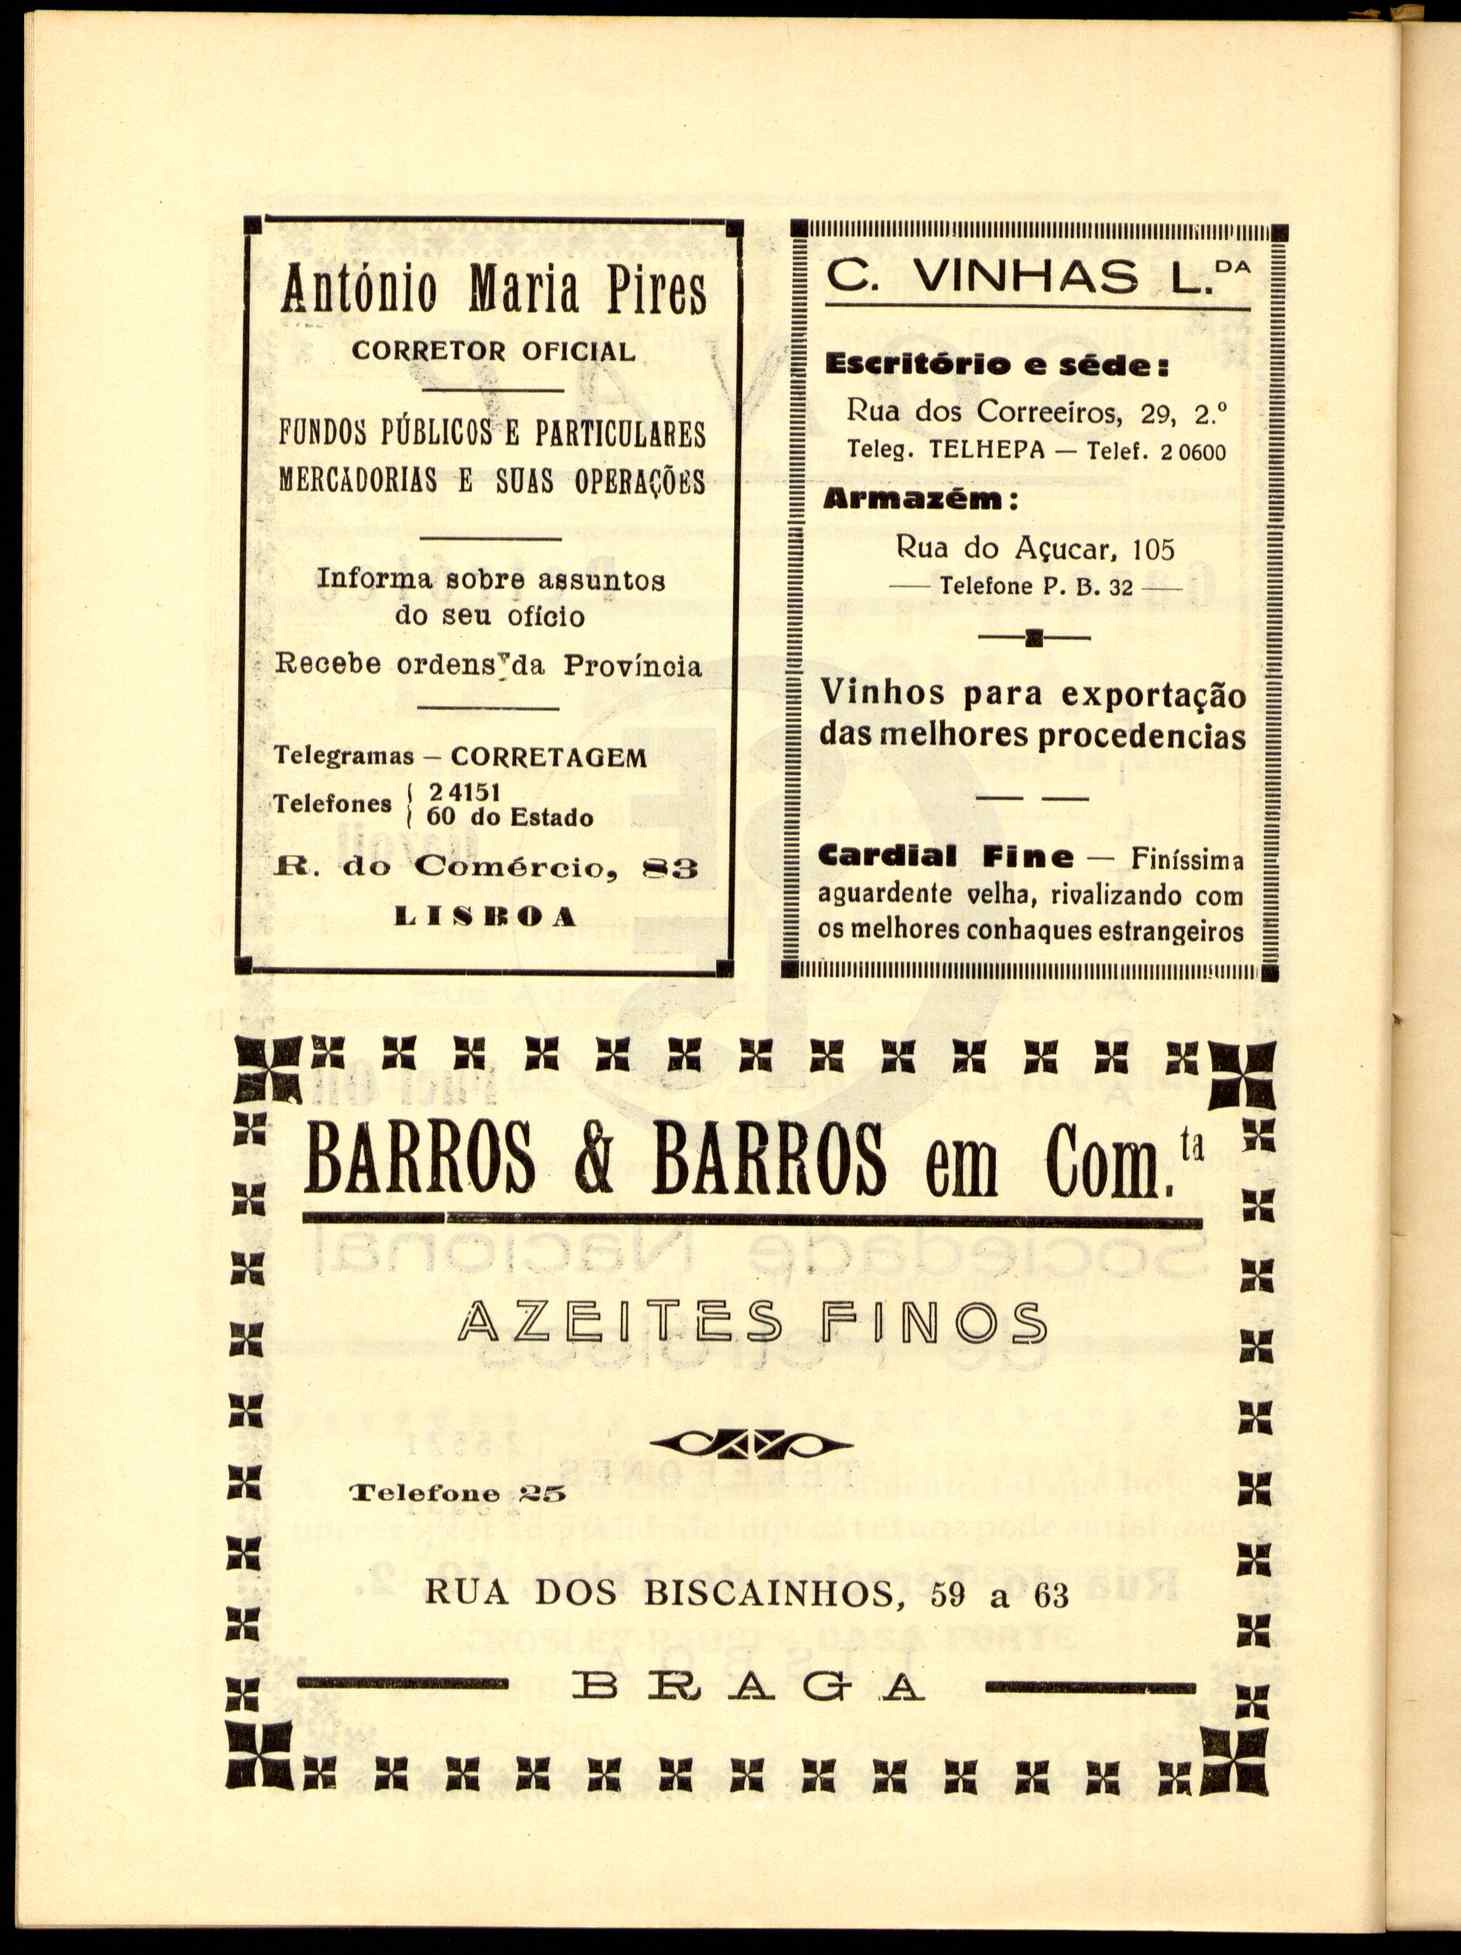 António Maria Pires
CORRETOR OFICIAL
FUNDOS PÚBLICOS E PARTICULARES
MERCADORIAS E SUAS OPERAÇÕES
Informa sobre assuntos
do seu ofício
Recebe ordens da Província
Telegramas — CORRETAGEM
Telefones { 24151
60 do Estado
R. do Comércio, 83
LISBOA
C. VINHAS L.DA
Escritório e séde:
Rua dos Correeiros, 29, 2.º
Teleg. TELHEPA — Telef. 2 0600
Armazém:
Rua do Açucar, 105
— Telefone P. B. 32 —
Vinhos para exportação
das melhores procedencias
Cardial Fine — Finíssima
aguardente velha, rivalizando com
os melhores conhaques estrangeiros
BARROS & BARROS em Com.ta
AZEITES FINOS
Telefone 25
RUA DOS BISCAINHOS, 59 a 63
BRAGA